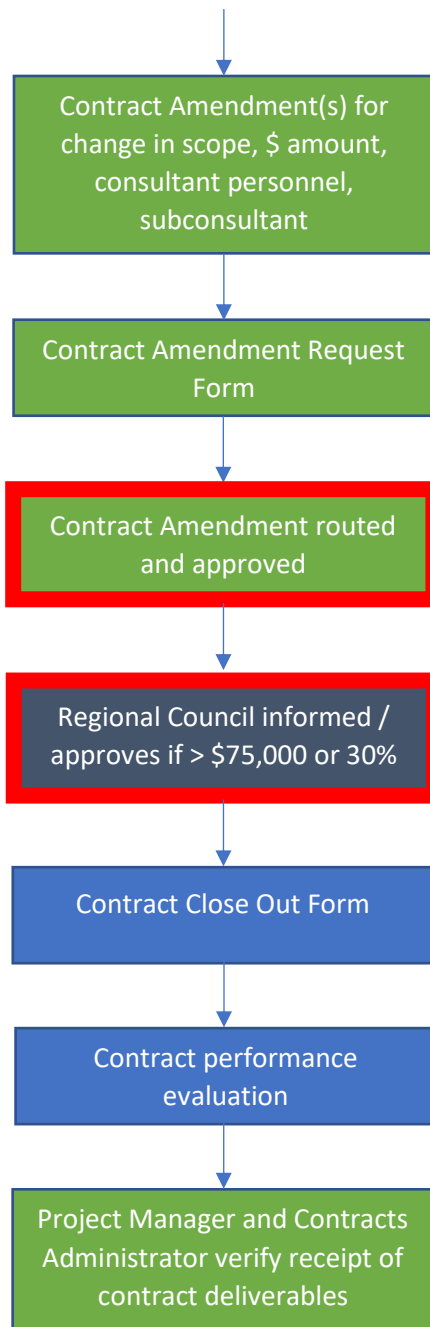 Contract Amendment(s) for
change in scope, $ amount,
consultant personnel,
subconsultant
Contract Amendment Request
Form
Contract Amendment routed
and approved
Regional Council informed /
approves if > $75,000 or 30%
Contract Close Out Form
Contract performance
evaluation
Project Manager and Contracts
Administrator verify receipt of
contract deliverables